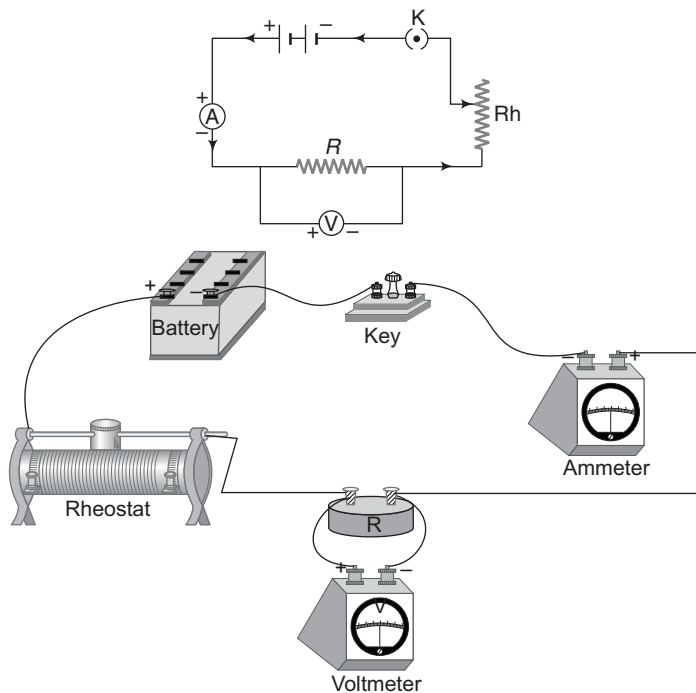 K
+ −
Rh
+
A
−
R
+ V −
+ −
Battery
Key
− +
Ammeter
Rheostat
R
+ −
V
Voltmeter